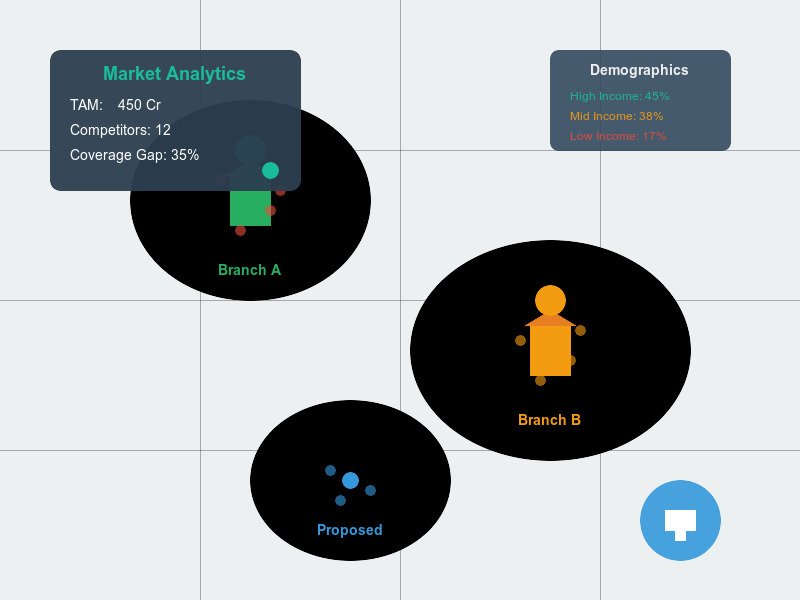 Market Analytics
TAM: 450 Cr
Competitors: 12
Coverage Gap: 35%
Demographics
High Income: 45%
Mid Income: 38%
Low Income: 17%
Branch A
Branch B
Proposed